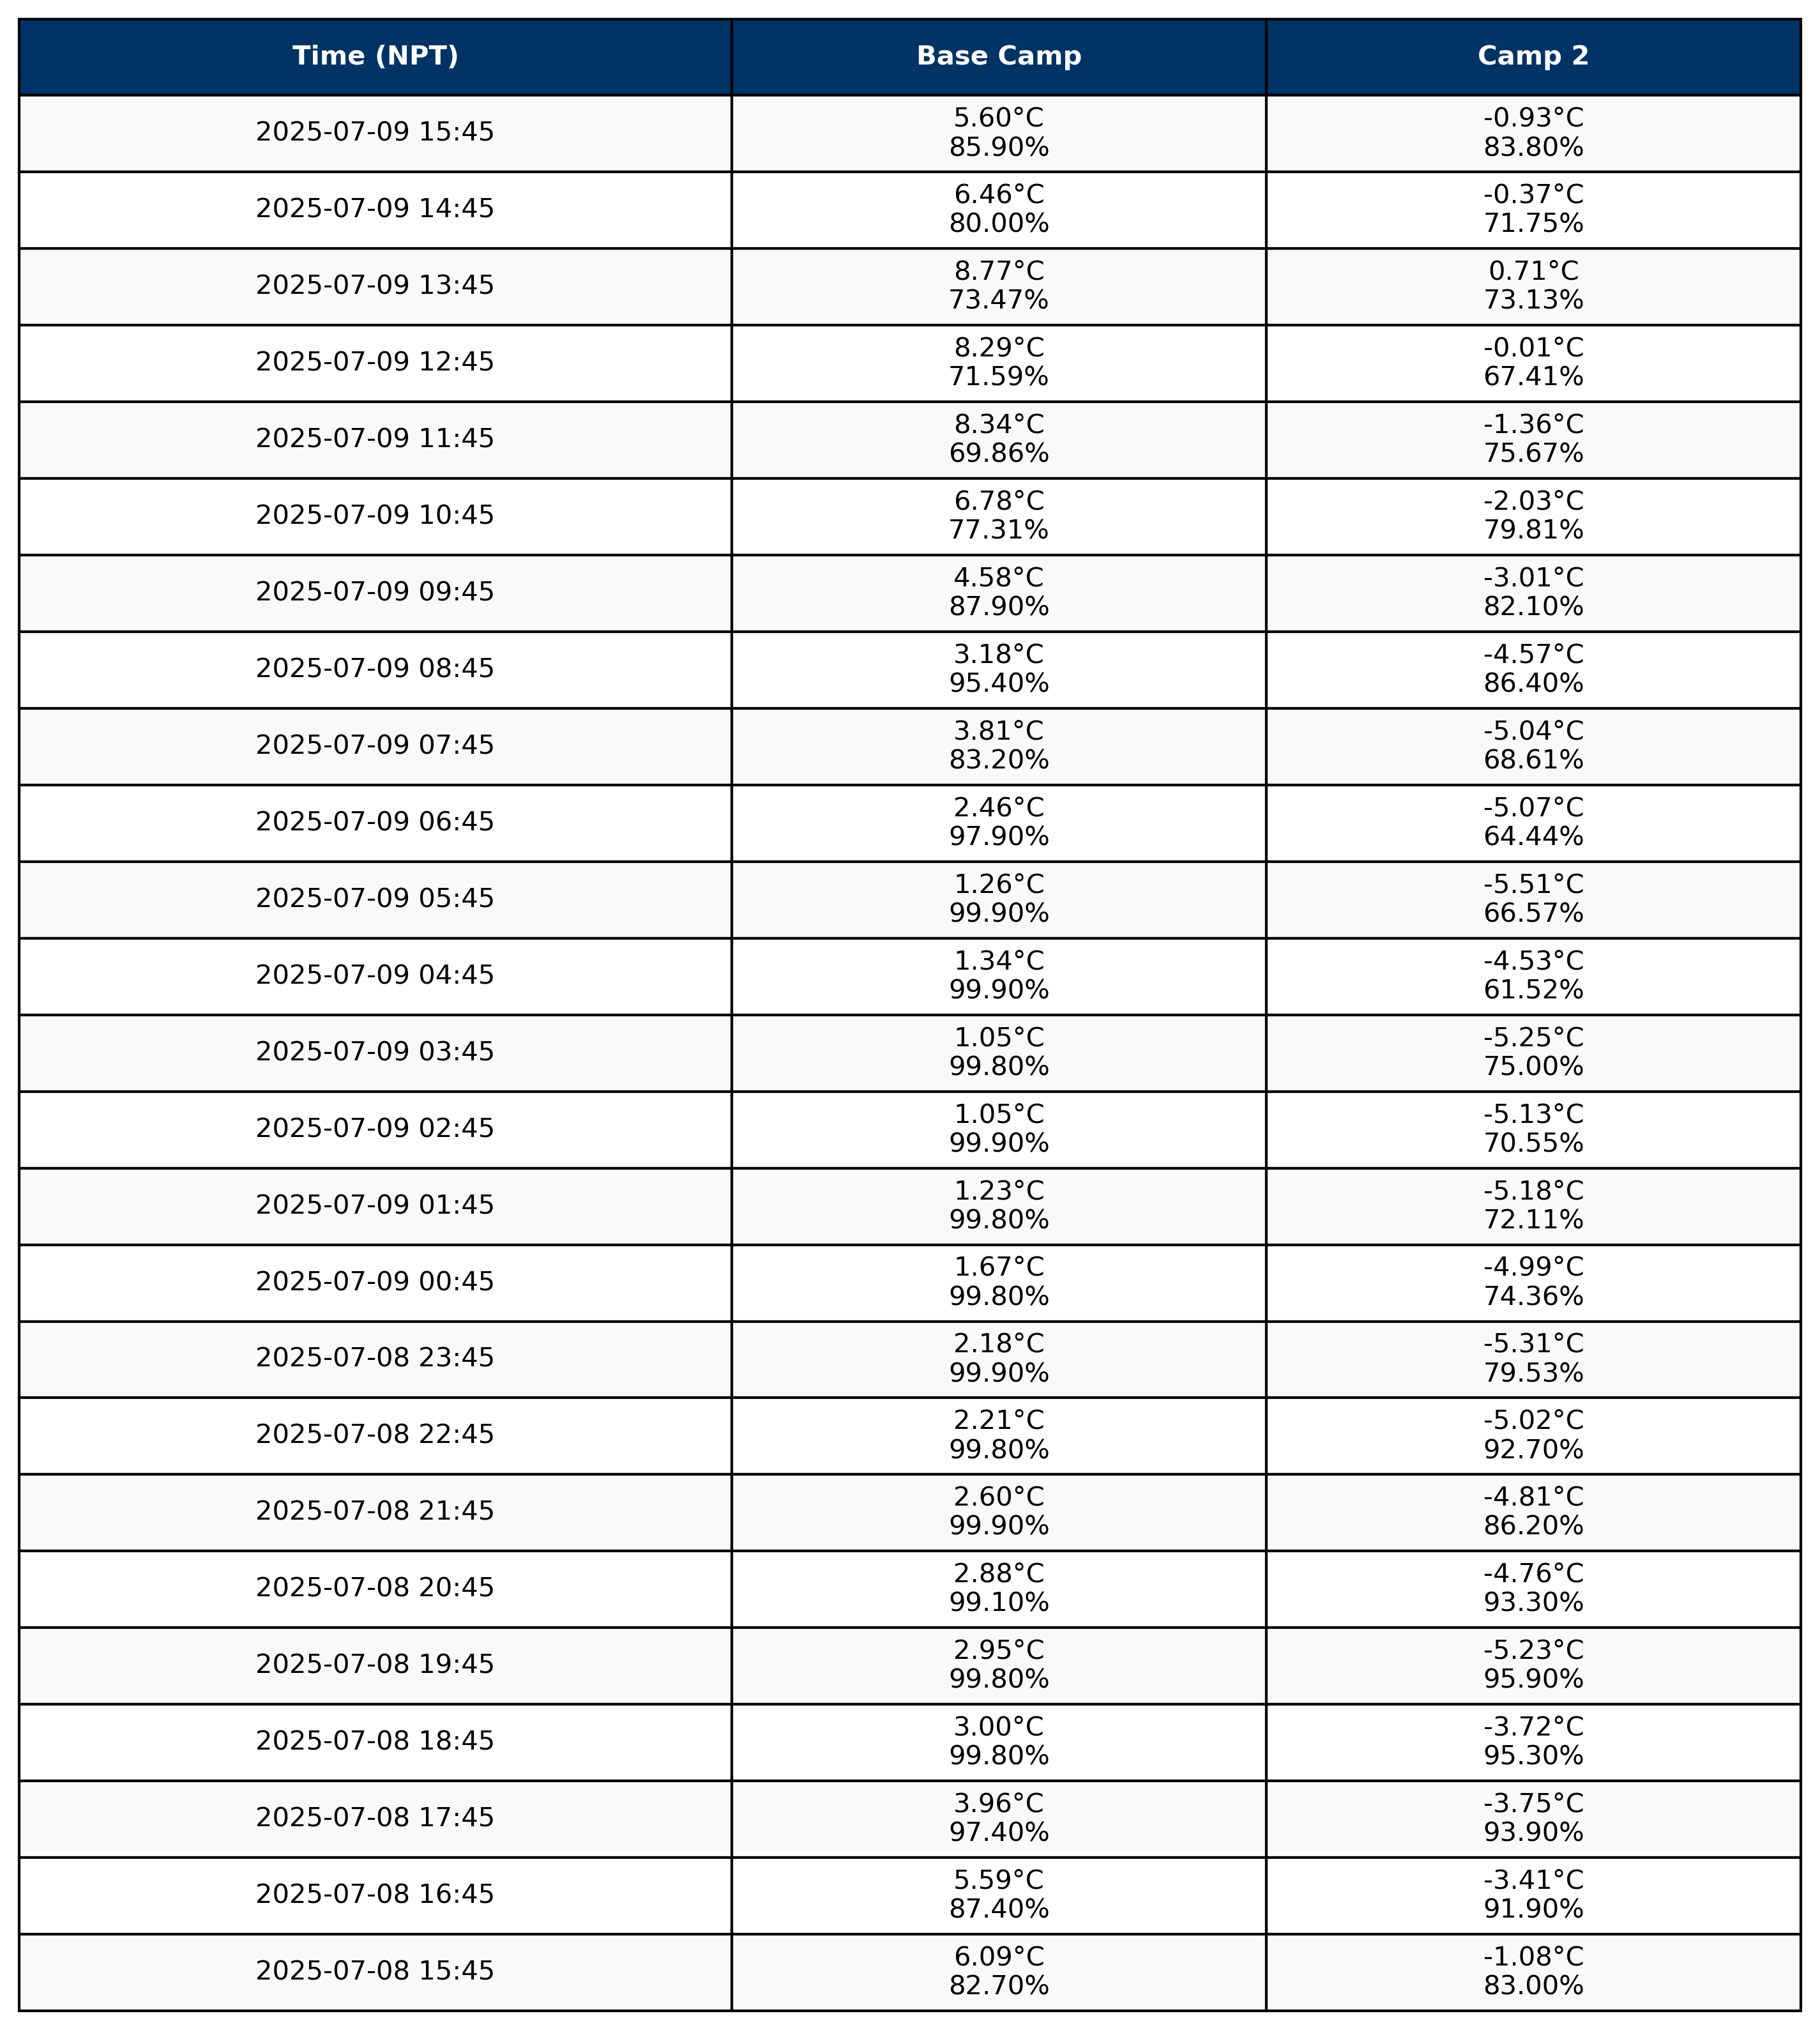 Time (NPT) Base Camp Camp 2
2025-07-09 15:45 5.60°C -0.93°C
85.90% 83.80%
2025-07-09 14:45 6.46°C -0.37°C
80.00% 71.75%
2025-07-09 13:45 8.77°C 0.71°C
73.47% 73.13%
2025-07-09 12:45 8.29°C -0.01°C
71.59% 67.41%
2025-07-09 11:45 8.34°C -1.36°C
69.86% 75.67%
2025-07-09 10:45 6.78°C -2.03°C
77.31% 79.81%
2025-07-09 09:45 4.58°C -3.01°C
87.90% 82.10%
2025-07-09 08:45 3.18°C -4.57°C
95.40% 86.40%
2025-07-09 07:45 3.81°C -5.04°C
83.20% 68.61%
2025-07-09 06:45 2.46°C -5.07°C
97.90% 64.44%
2025-07-09 05:45 1.26°C -5.51°C
99.90% 66.57%
2025-07-09 04:45 1.34°C -4.53°C
99.90% 61.52%
2025-07-09 03:45 1.05°C -5.25°C
99.80% 75.00%
2025-07-09 02:45 1.05°C -5.13°C
99.90% 70.55%
2025-07-09 01:45 1.23°C -5.18°C
99.80% 72.11%
2025-07-09 00:45 1.67°C -4.99°C
99.80% 74.36%
2025-07-08 23:45 2.18°C -5.31°C
99.90% 79.53%
2025-07-08 22:45 2.21°C -5.02°C
99.80% 92.70%
2025-07-08 21:45 2.60°C -4.81°C
99.90% 86.20%
2025-07-08 20:45 2.88°C -4.76°C
99.10% 93.30%
2025-07-08 19:45 2.95°C -5.23°C
99.80% 95.90%
2025-07-08 18:45 3.00°C -3.72°C
99.80% 95.30%
2025-07-08 17:45 3.96°C -3.75°C
97.40% 93.90%
2025-07-08 16:45 5.59°C -3.41°C
87.40% 91.90%
2025-07-08 15:45 6.09°C -1.08°C
82.70% 83.00%